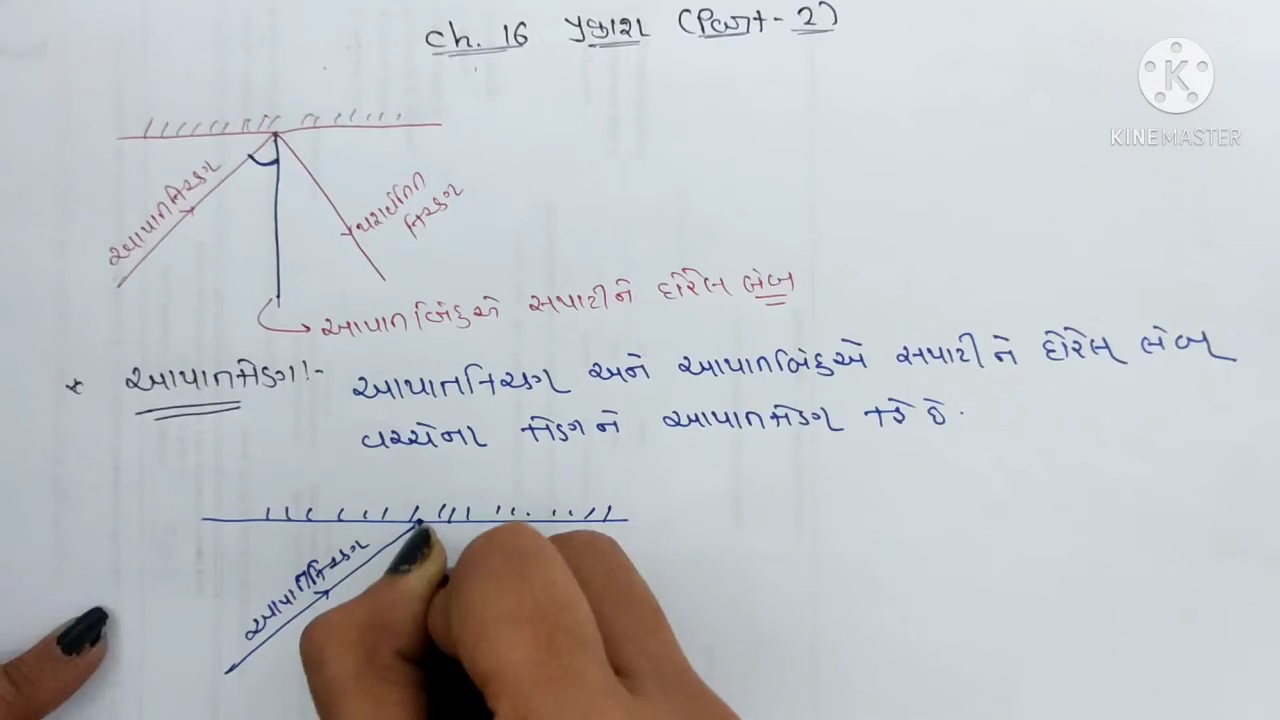 Ch. 16 પ્રકાશ (Part - 2)
KINEMASTER
આપાતકિરણ
પરાવર્તિત
કિરણ
આપાતબિંદુએ સપાટીને દોરેલ લંબ
* આપાતકોણ :- આપાતકિરણ અને આપાતબિંદુએ સપાટીને દોરેલ લંબ
વચ્ચેના કોણને આપાતકોણ કહે છે.
આપાતકિરણ